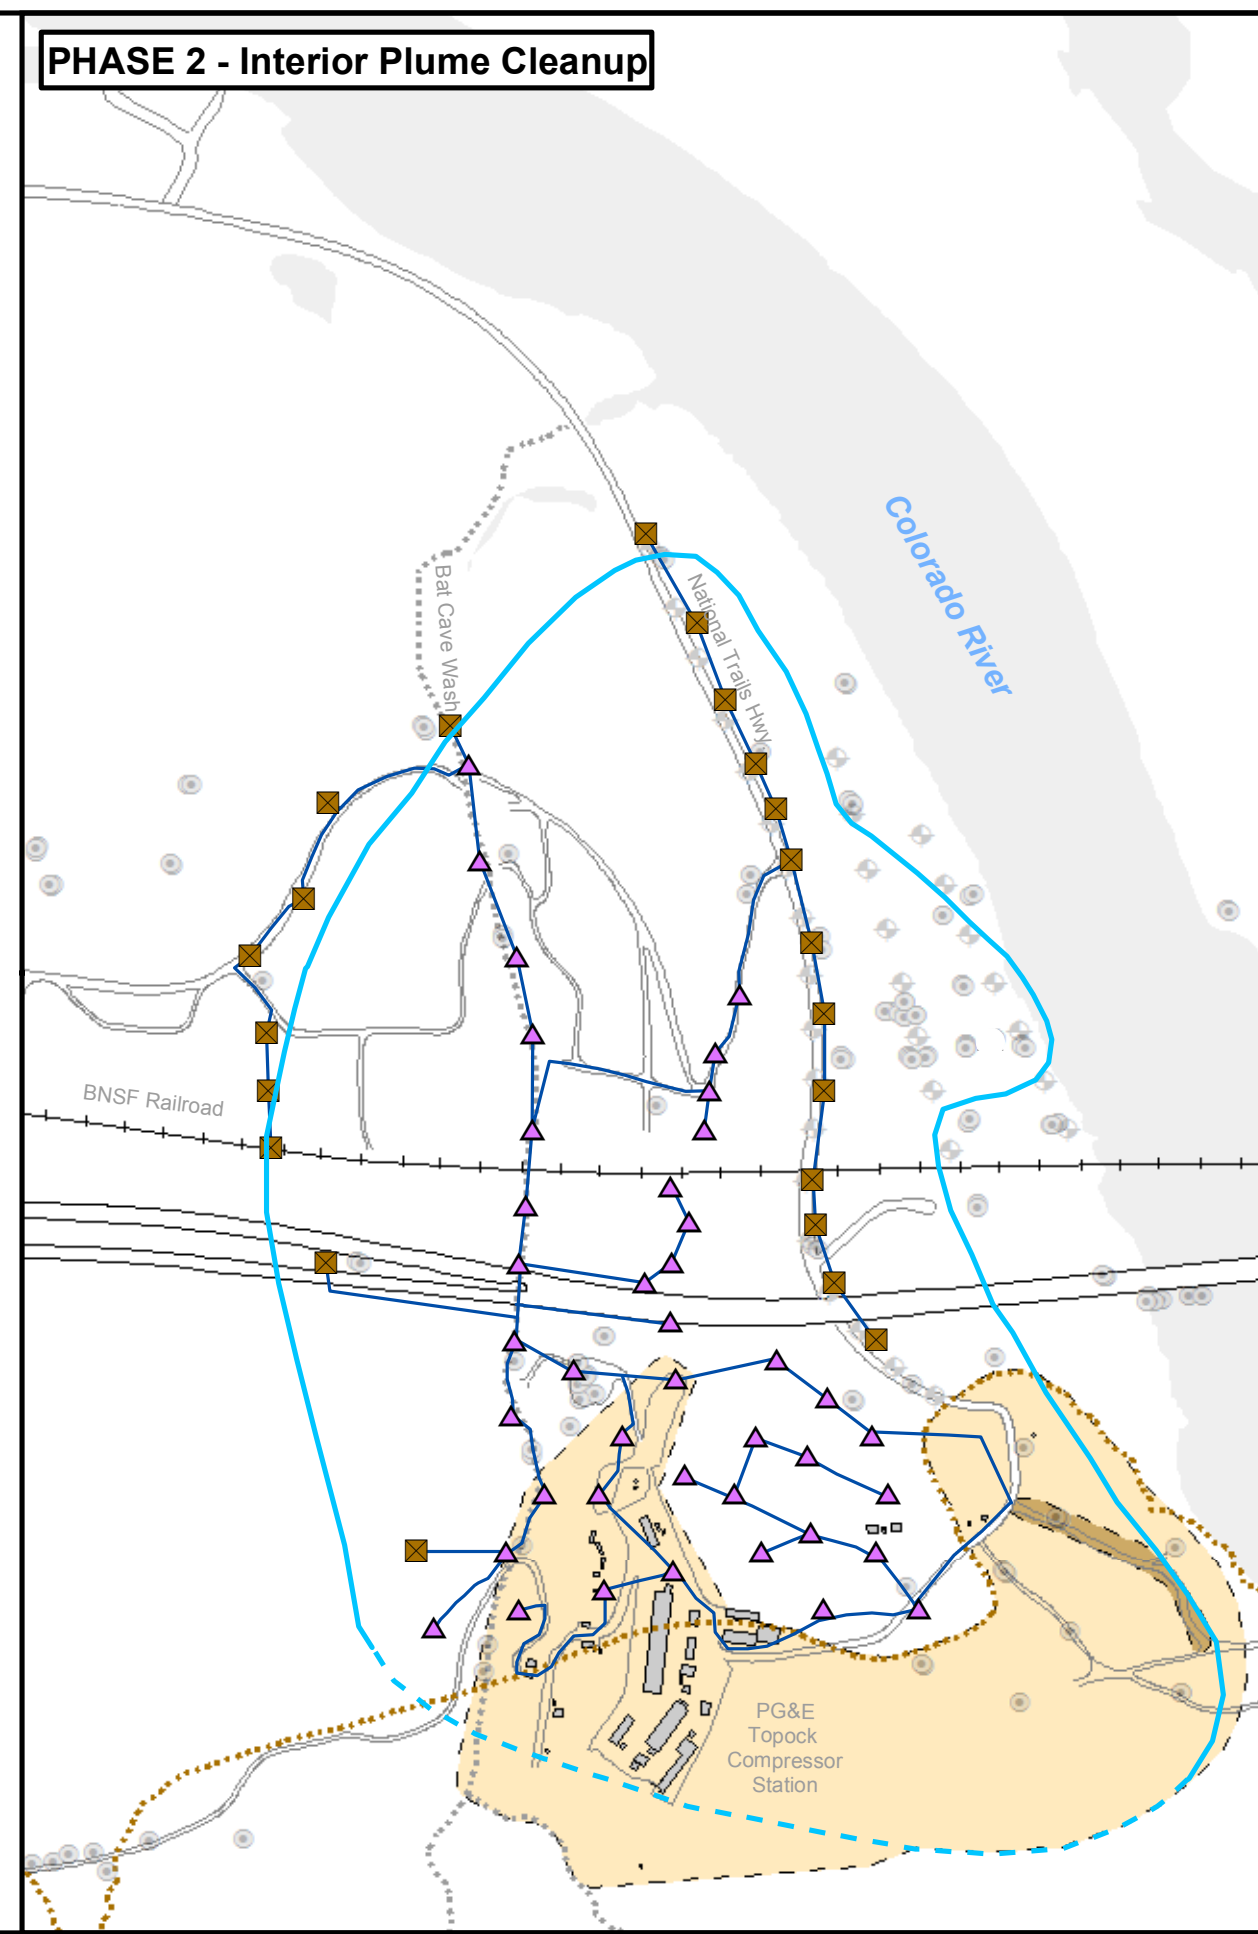 PHASE 2 - Interior Plume Cleanup
Colorado River
Bat Cave Wash
National Trails Hwy
BNSF Railroad
PG&E
Topock
Compressor
Station